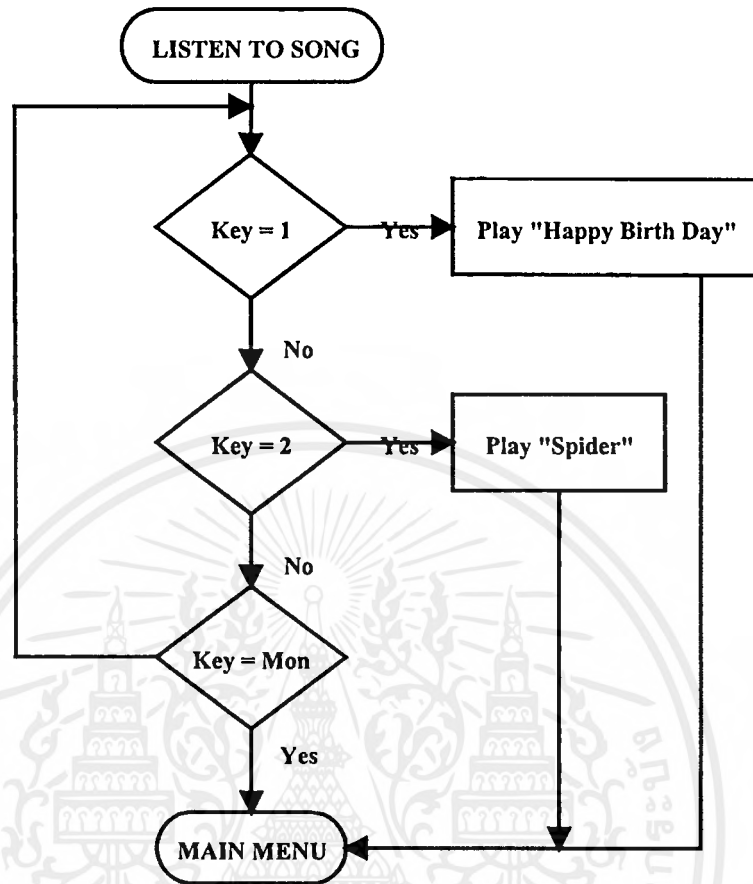 LISTEN TO SONG
Key = 1
Yes
Play "Happy Birth Day"
No
Key = 2
Yes
Play "Spider"
No
Key = Mon
Yes
MAIN MENU